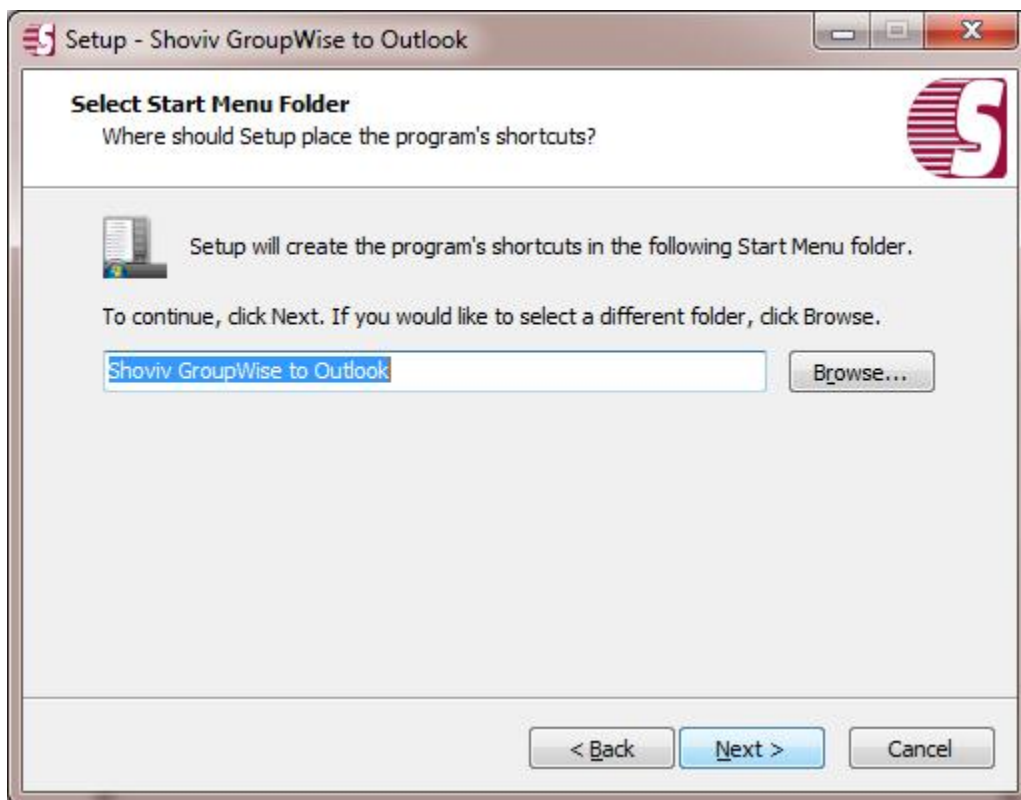 Setup - Shoviv GroupWise to Outlook
Select Start Menu Folder
Where should Setup place the program's shortcuts?
Setup will create the program's shortcuts in the following Start Menu folder.
To continue, click Next. If you would like to select a different folder, click Browse.
Shoviv GroupWise to Outlook
Browse...
< Back
Next >
Cancel